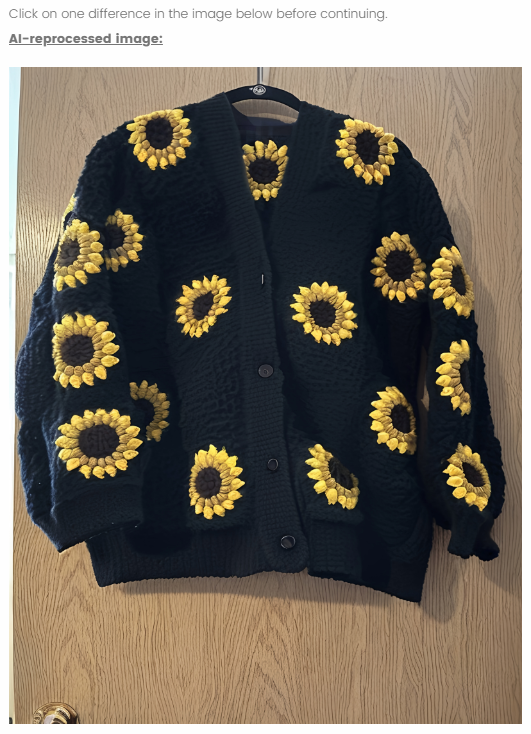 Click on one difference in the image below before continuing.
AI-reprocessed image: